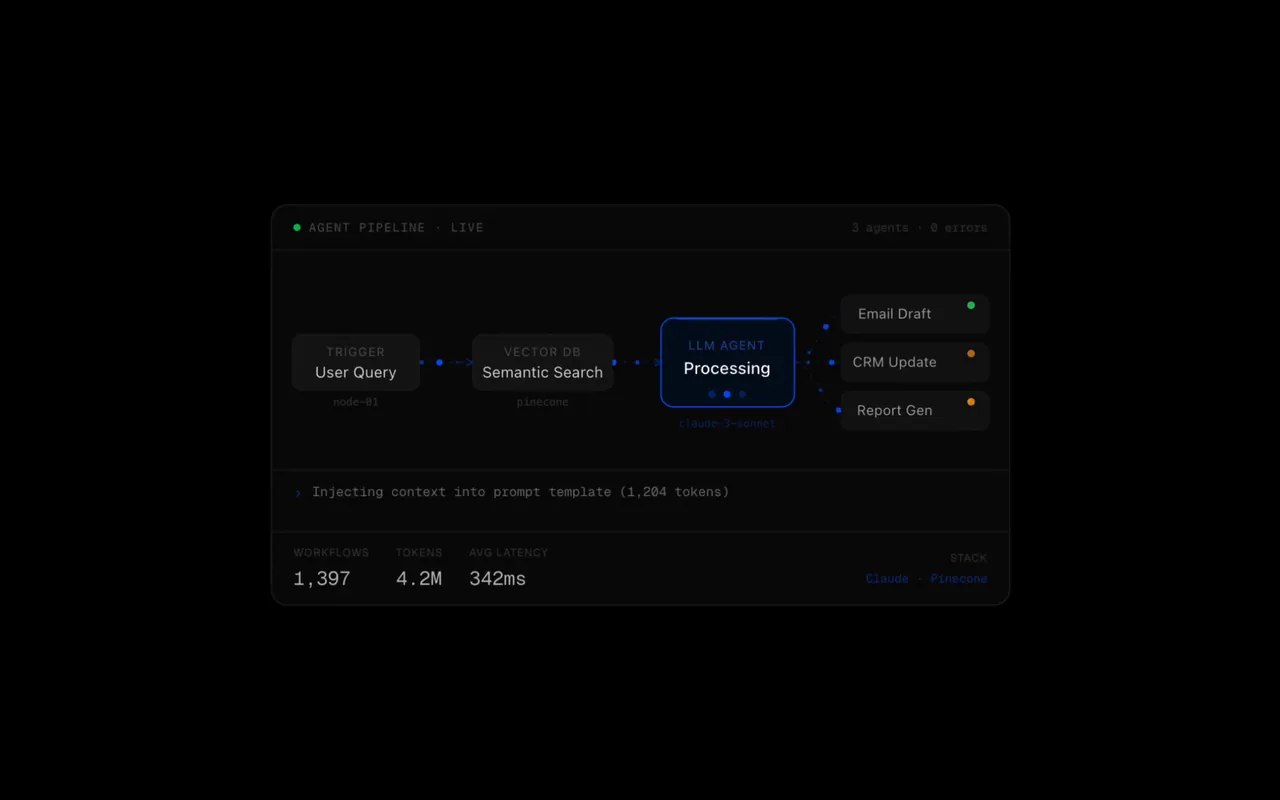 AGENT PIPELINE · LIVE
3 agents · 0 errors
TRIGGER
User Query
node-01
VECTOR DB
Semantic Search
pinecone
LLM AGENT
Processing
claude-3-sonnet
Email Draft
CRM Update
Report Gen
› Injecting context into prompt template (1,204 tokens)
WORKFLOWS
1,397
TOKENS
4.2M
AVG LATENCY
342ms
STACK
Claude · Pinecone